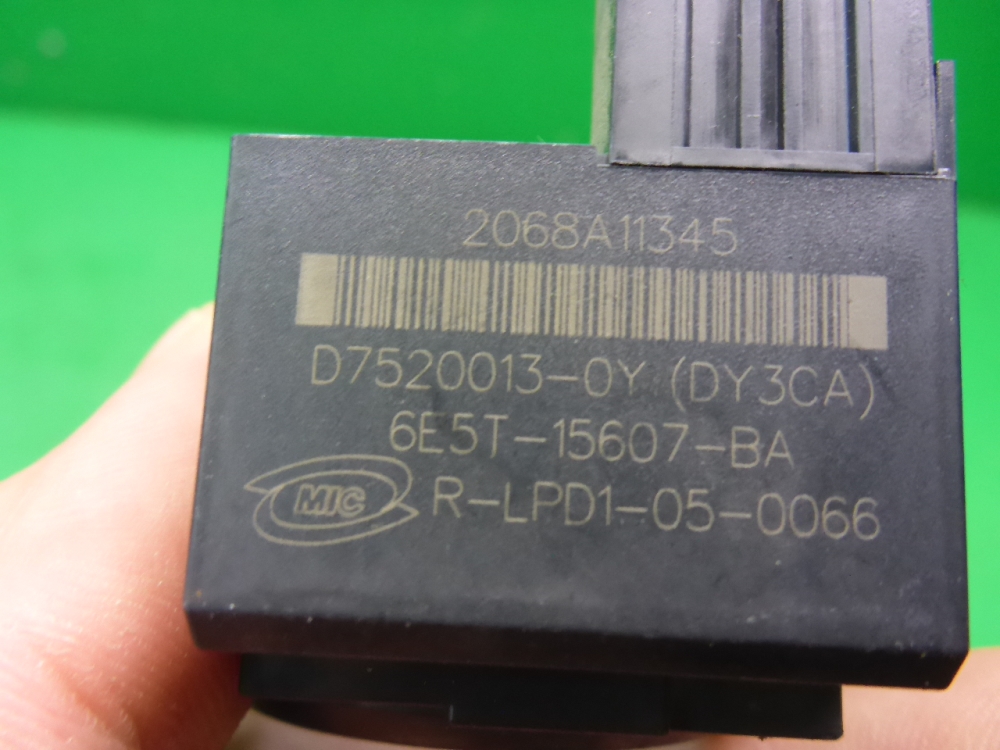 2068A11345
D7520013-0Y (DY3CA)
6E5T-15607-BA
MIC R-LPD1-05-0066